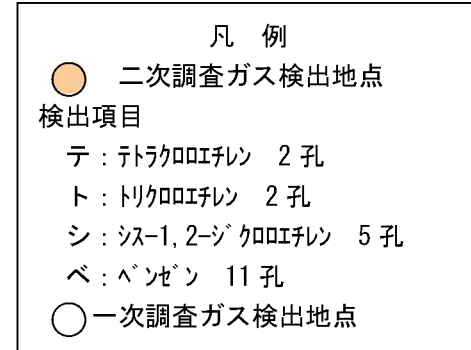 凡　例
二次調査ガス検出地点
検出項目
テ：ﾃﾄﾗｸﾛﾛｴﾁﾚﾝ　2 孔
ト：ﾄﾘｸﾛﾛｴﾁﾚﾝ　2 孔
シ：ｼｽ-1,2-ｼﾞｸﾛﾛｴﾁﾚﾝ　5 孔
ベ：ﾍﾞﾝｾﾞﾝ　11 孔
一次調査ガス検出地点